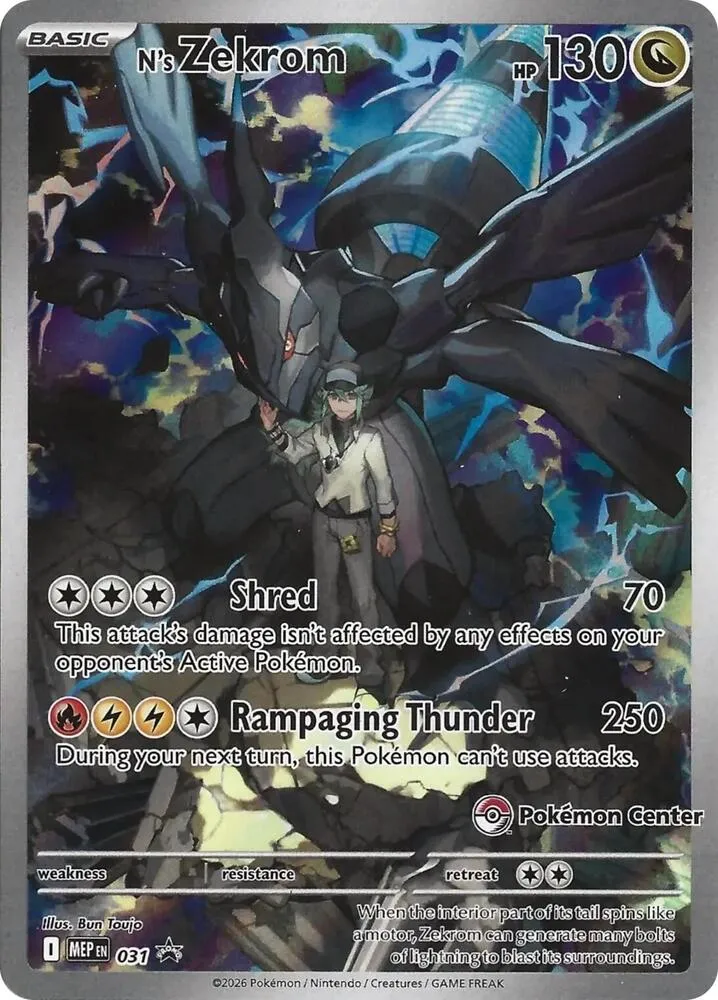 BASIC
N's Zekrom
HP 130
Shred 70
This attack's damage isn't affected by any effects on your
opponent's Active Pokémon.
Rampaging Thunder 250
During your next turn, this Pokémon can't use attacks.
Pokémon Center
weakness resistance retreat
Illus. Bun Toujo
When the interior part of its tail spins like
a motor, Zekrom can generate many bolts
of lightning to blast its surroundings.
I MEP EN 031 PROMO
©2026 Pokémon / Nintendo / Creatures / GAME FREAK